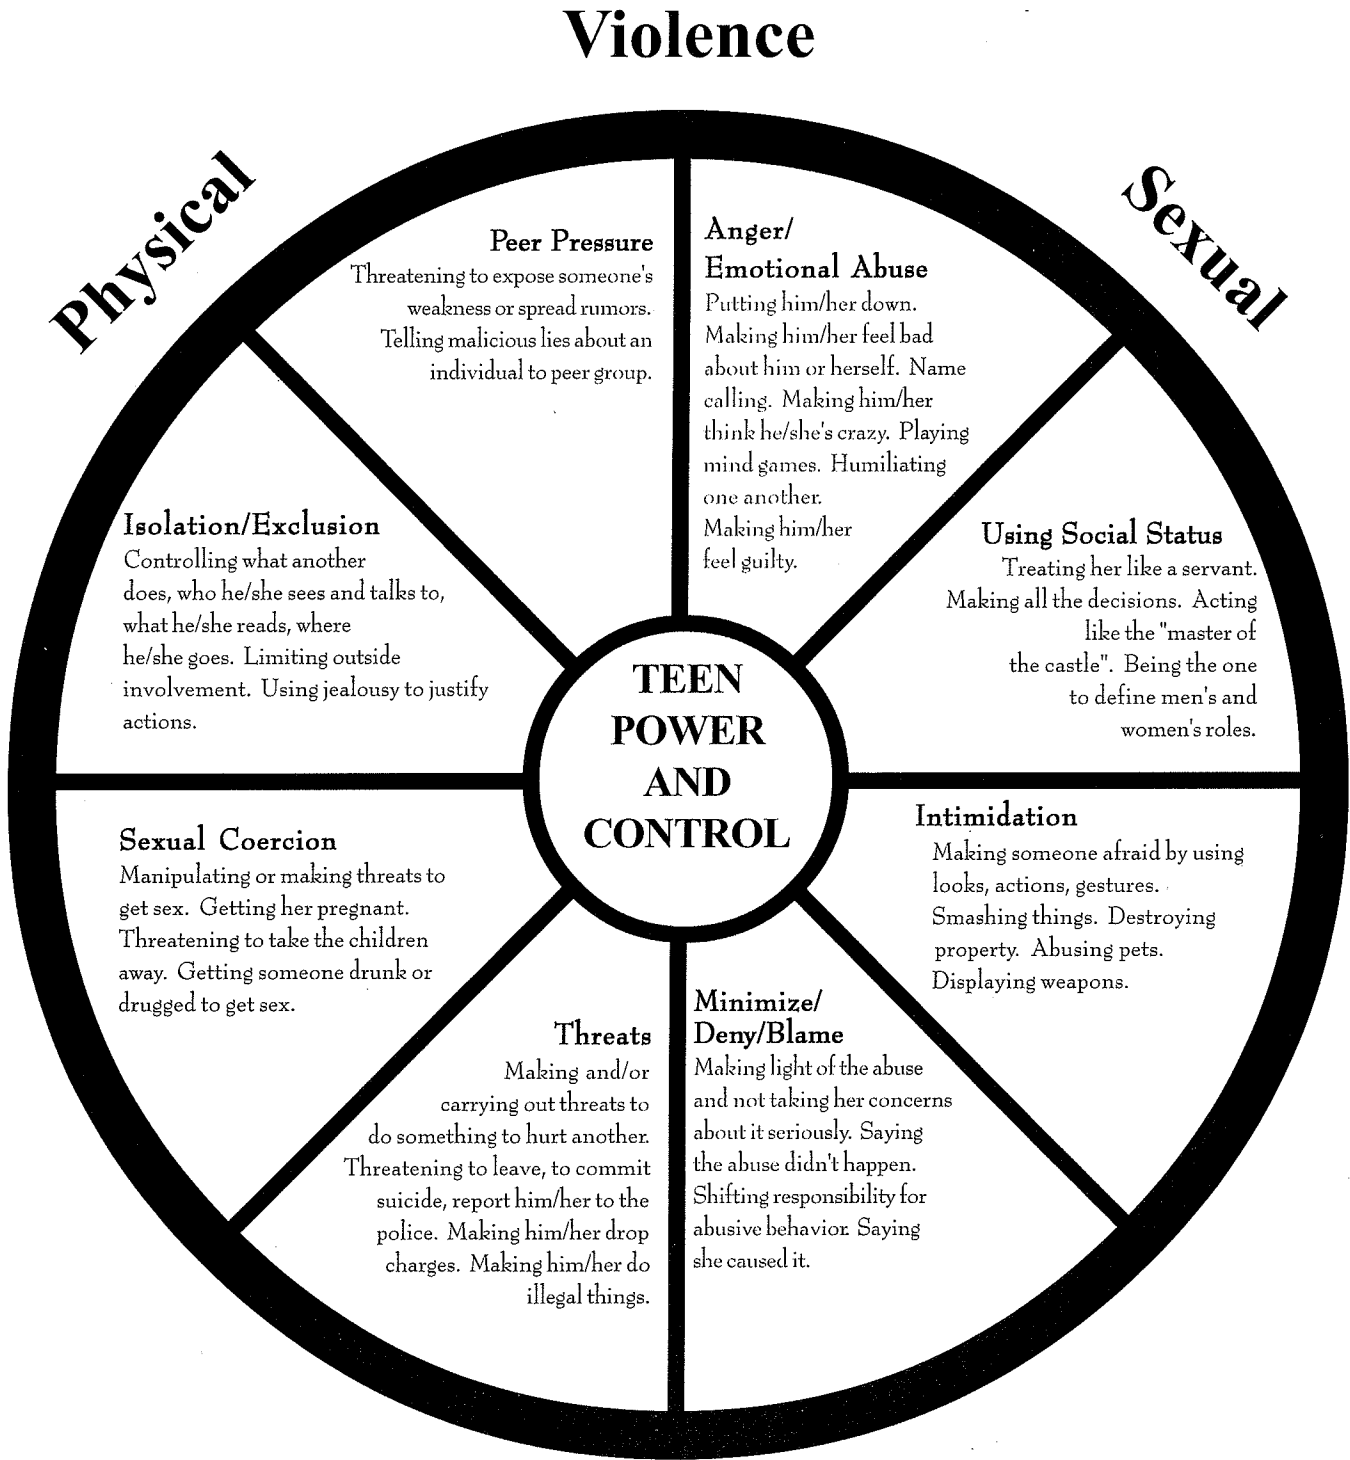 Violence
Physical
Sexual
Peer Pressure
Threatening to expose someone's
weakness or spread rumors.
Telling malicious lies about an
individual to peer group.
Anger/
Emotional Abuse
Putting him/her down.
Making him/her feel bad
about him or herself. Name
calling. Making him/her
think he/she's crazy. Playing
mind games. Humiliating
one another.
Making him/her
feel guilty.
Using Social Status
Treating her like a servant.
Making all the decisions. Acting
like the "master of
the castle". Being the one
to define men's and
women's roles.
Intimidation
Making someone afraid by using
looks, actions, gestures.
Smashing things. Destroying
property. Abusing pets.
Displaying weapons.
Minimize/
Deny/Blame
Making light of the abuse
and not taking her concerns
about it seriously. Saying
the abuse didn't happen.
Shifting responsibility for
abusive behavior. Saying
she caused it.
Threats
Making and/or
carrying out threats to
do something to hurt another.
Threatening to leave, to commit
suicide, report him/her to the
police. Making him/her drop
charges. Making him/her do
illegal things.
Sexual Coercion
Manipulating or making threats to
get sex. Getting her pregnant.
Threatening to take the children
away. Getting someone drunk or
drugged to get sex.
Isolation/Exclusion
Controlling what another
does, who he/she sees and talks to,
what he/she reads, where
he/she goes. Limiting outside
involvement. Using jealousy to justify
actions.
TEEN
POWER
AND
CONTROL